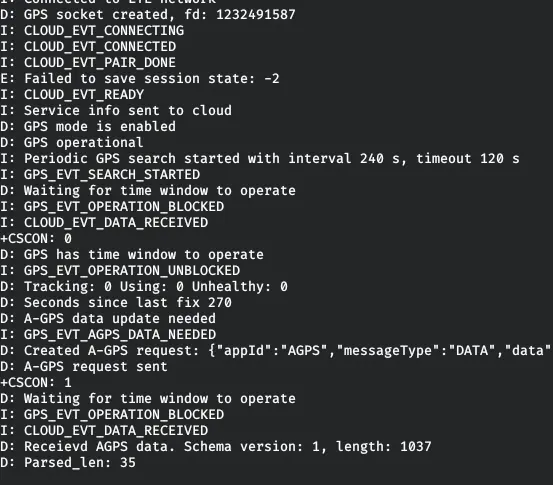 I: Connected to LTE network
D: GPS socket created, fd: 1232491587
I: CLOUD_EVT_CONNECTING
I: CLOUD_EVT_CONNECTED
I: CLOUD_EVT_PAIR_DONE
E: Failed to save session state: -2
I: CLOUD_EVT_READY
I: Service info sent to cloud
D: GPS mode is enabled
D: GPS operational
I: Periodic GPS search started with interval 240 s, timeout 120 s
I: GPS_EVT_SEARCH_STARTED
D: Waiting for time window to operate
I: GPS_EVT_OPERATION_BLOCKED
I: CLOUD_EVT_DATA_RECEIVED
+CSCON: 0
D: GPS has time window to operate
I: GPS_EVT_OPERATION_UNBLOCKED
D: Tracking: 0 Using: 0 Unhealthy: 0
D: Seconds since last fix 270
D: A-GPS data update needed
I: GPS_EVT_AGPS_DATA_NEEDED
D: Created A-GPS request: {"appId":"AGPS","messageType":"DATA","data"
D: A-GPS request sent
+CSCON: 1
D: Waiting for time window to operate
I: GPS_EVT_OPERATION_BLOCKED
I: CLOUD_EVT_DATA_RECEIVED
D: Receievd AGPS data. Schema version: 1, length: 1037
D: Parsed_len: 35